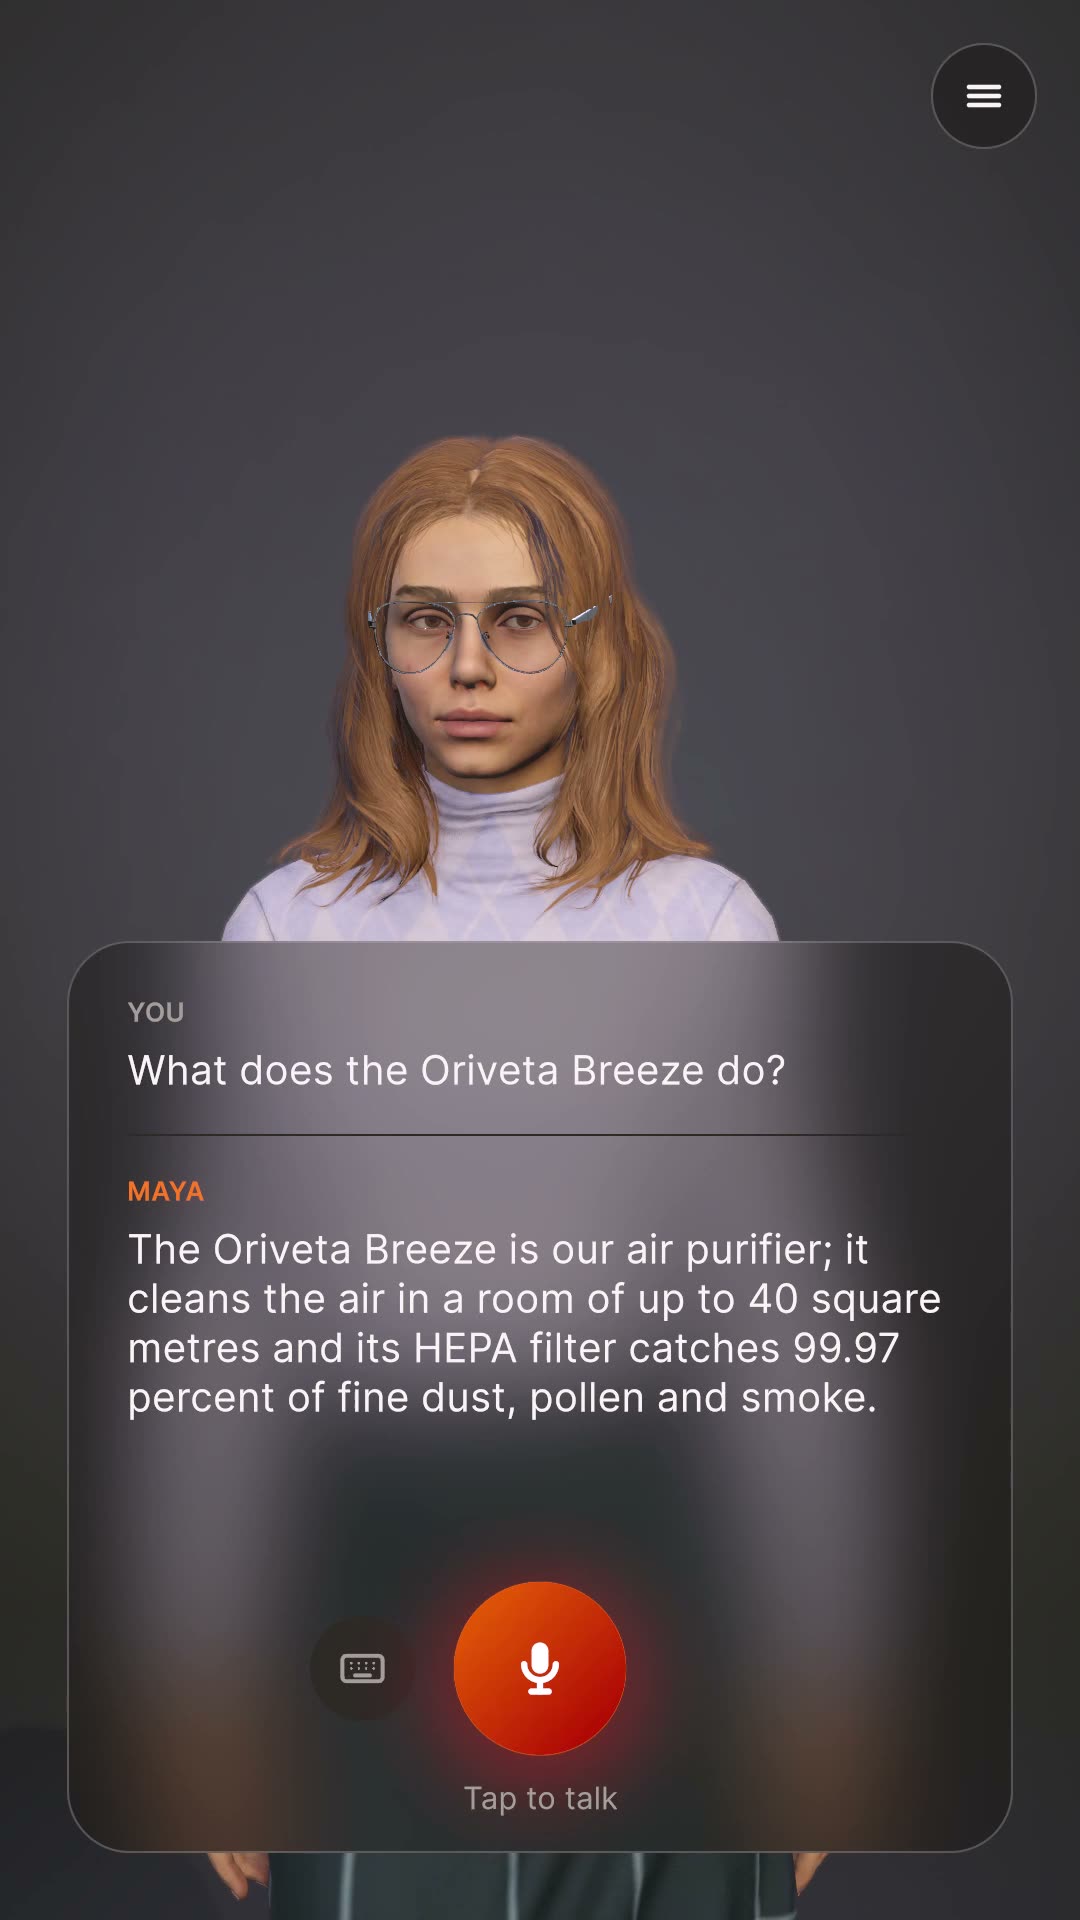 YOU
What does the Oriveta Breeze do?
MAYA
The Oriveta Breeze is our air purifier; it
cleans the air in a room of up to 40 square
metres and its HEPA filter catches 99.97
percent of fine dust, pollen and smoke.
Tap to talk